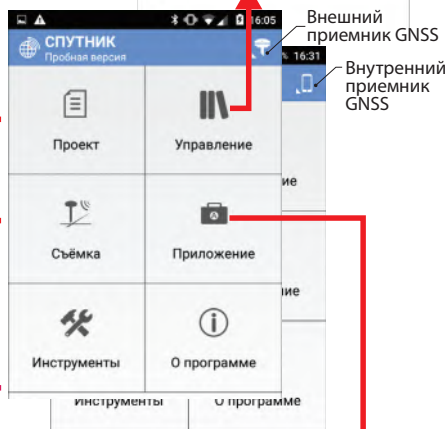 16:05
СПУТНИК
Пробная версия
Внешний
приемник GNSS
16:31
Внутренний
приемник
GNSS
Проект
Управление
ие
Съёмка
Приложение
ие
Инструменты
О программе
Инструменты
О программе